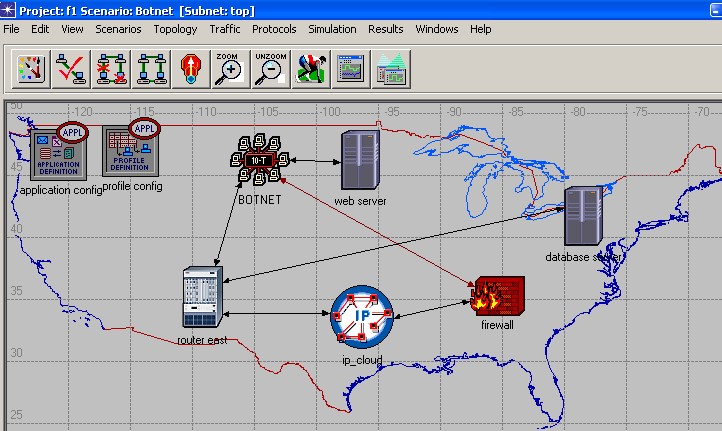 Project: f1 Scenario: Botnet [Subnet: top]
File Edit View Scenarios Topology Traffic Protocols Simulation Results Windows Help
ZOOM UNZOOM
50 -120 -115 -110 -105 -100 -95 -90 -85 -80 -75 -70
APPL APPL
APPLICATION DEFINITION
PROFILE DEFINITION
10-T
45
application config profile config
BOTNET
web server
40
database server
35
IP
firewall
router east
ip_cloud
30
25